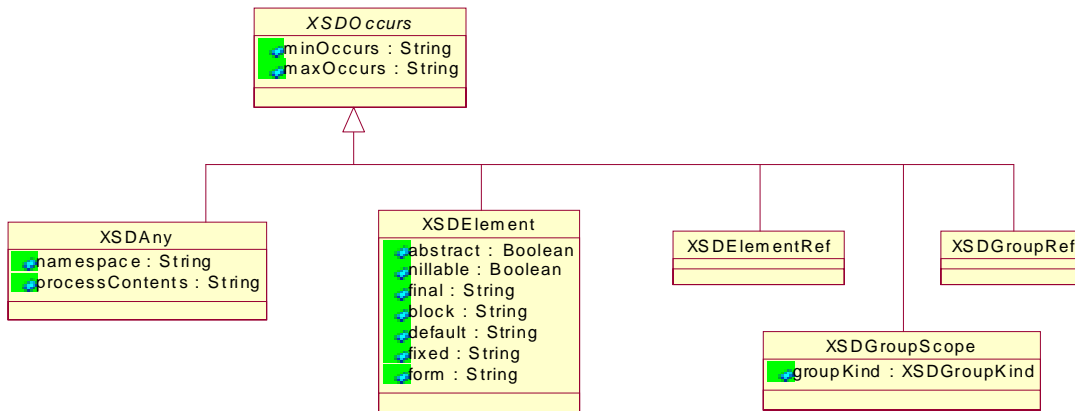 XSDOccurs
minOccurs : String
maxOccurs : String
XSDAny
namespace : String
processContents : String
XSDElement
abstract : Boolean
nillable : Boolean
final : String
block : String
default : String
fixed : String
form : String
XSDElementRef
XSDGroupRef
XSDGroupScope
groupKind : XSDGroupKind